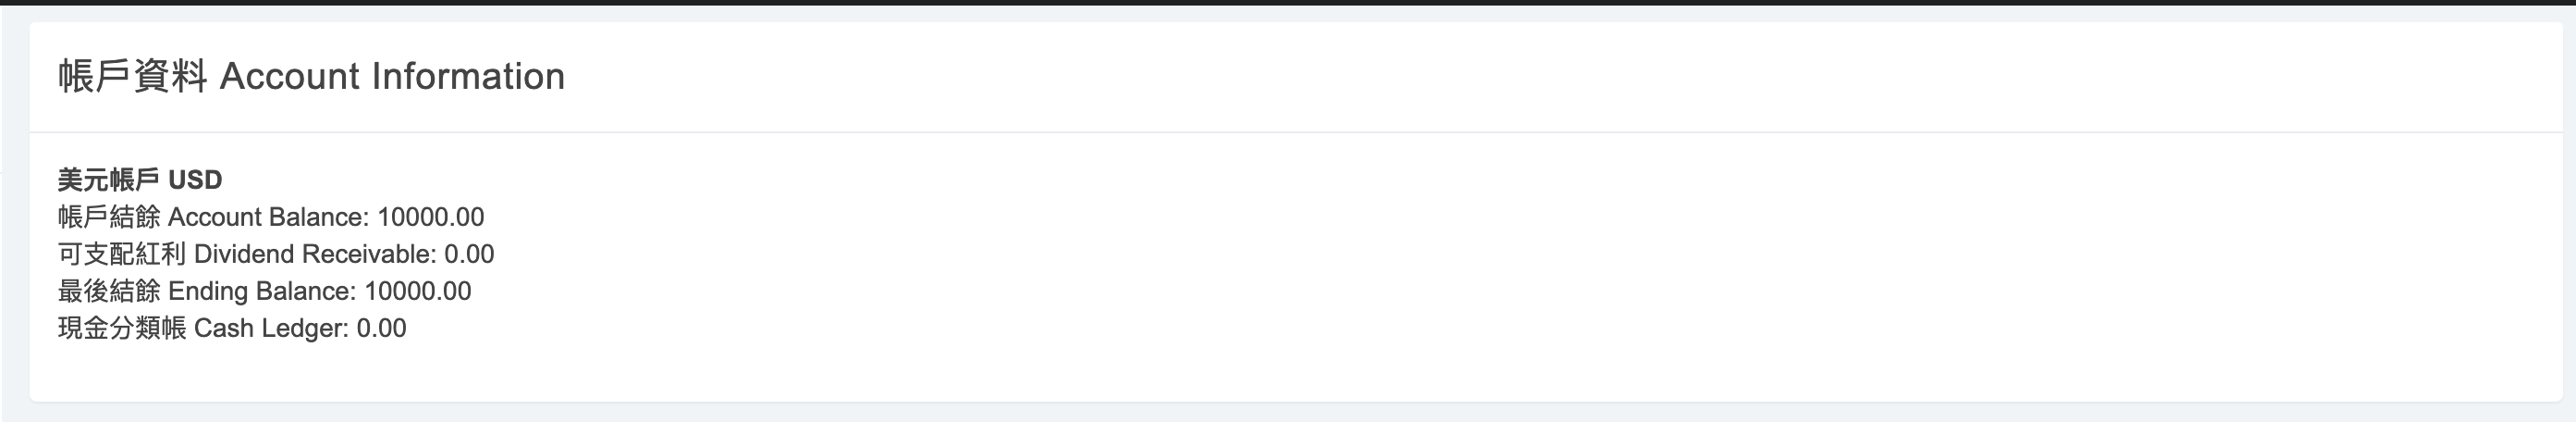 帳戶資料 Account Information
美元帳戶 USD
帳戶結餘 Account Balance: 10000.00
可支配紅利 Dividend Receivable: 0.00
最後結餘 Ending Balance: 10000.00
現金分類帳 Cash Ledger: 0.00